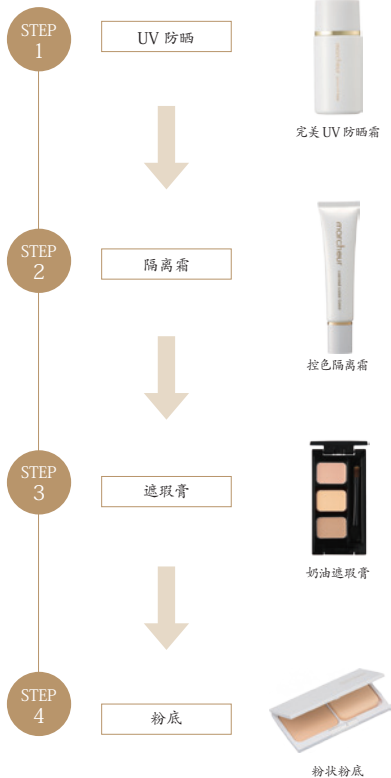 STEP
1
UV 防晒
完美 UV 防晒霜
STEP
2
隔离霜
marcheur
控色隔离霜
STEP
3
遮瑕膏
奶油遮瑕膏
STEP
4
粉底
粉状粉底